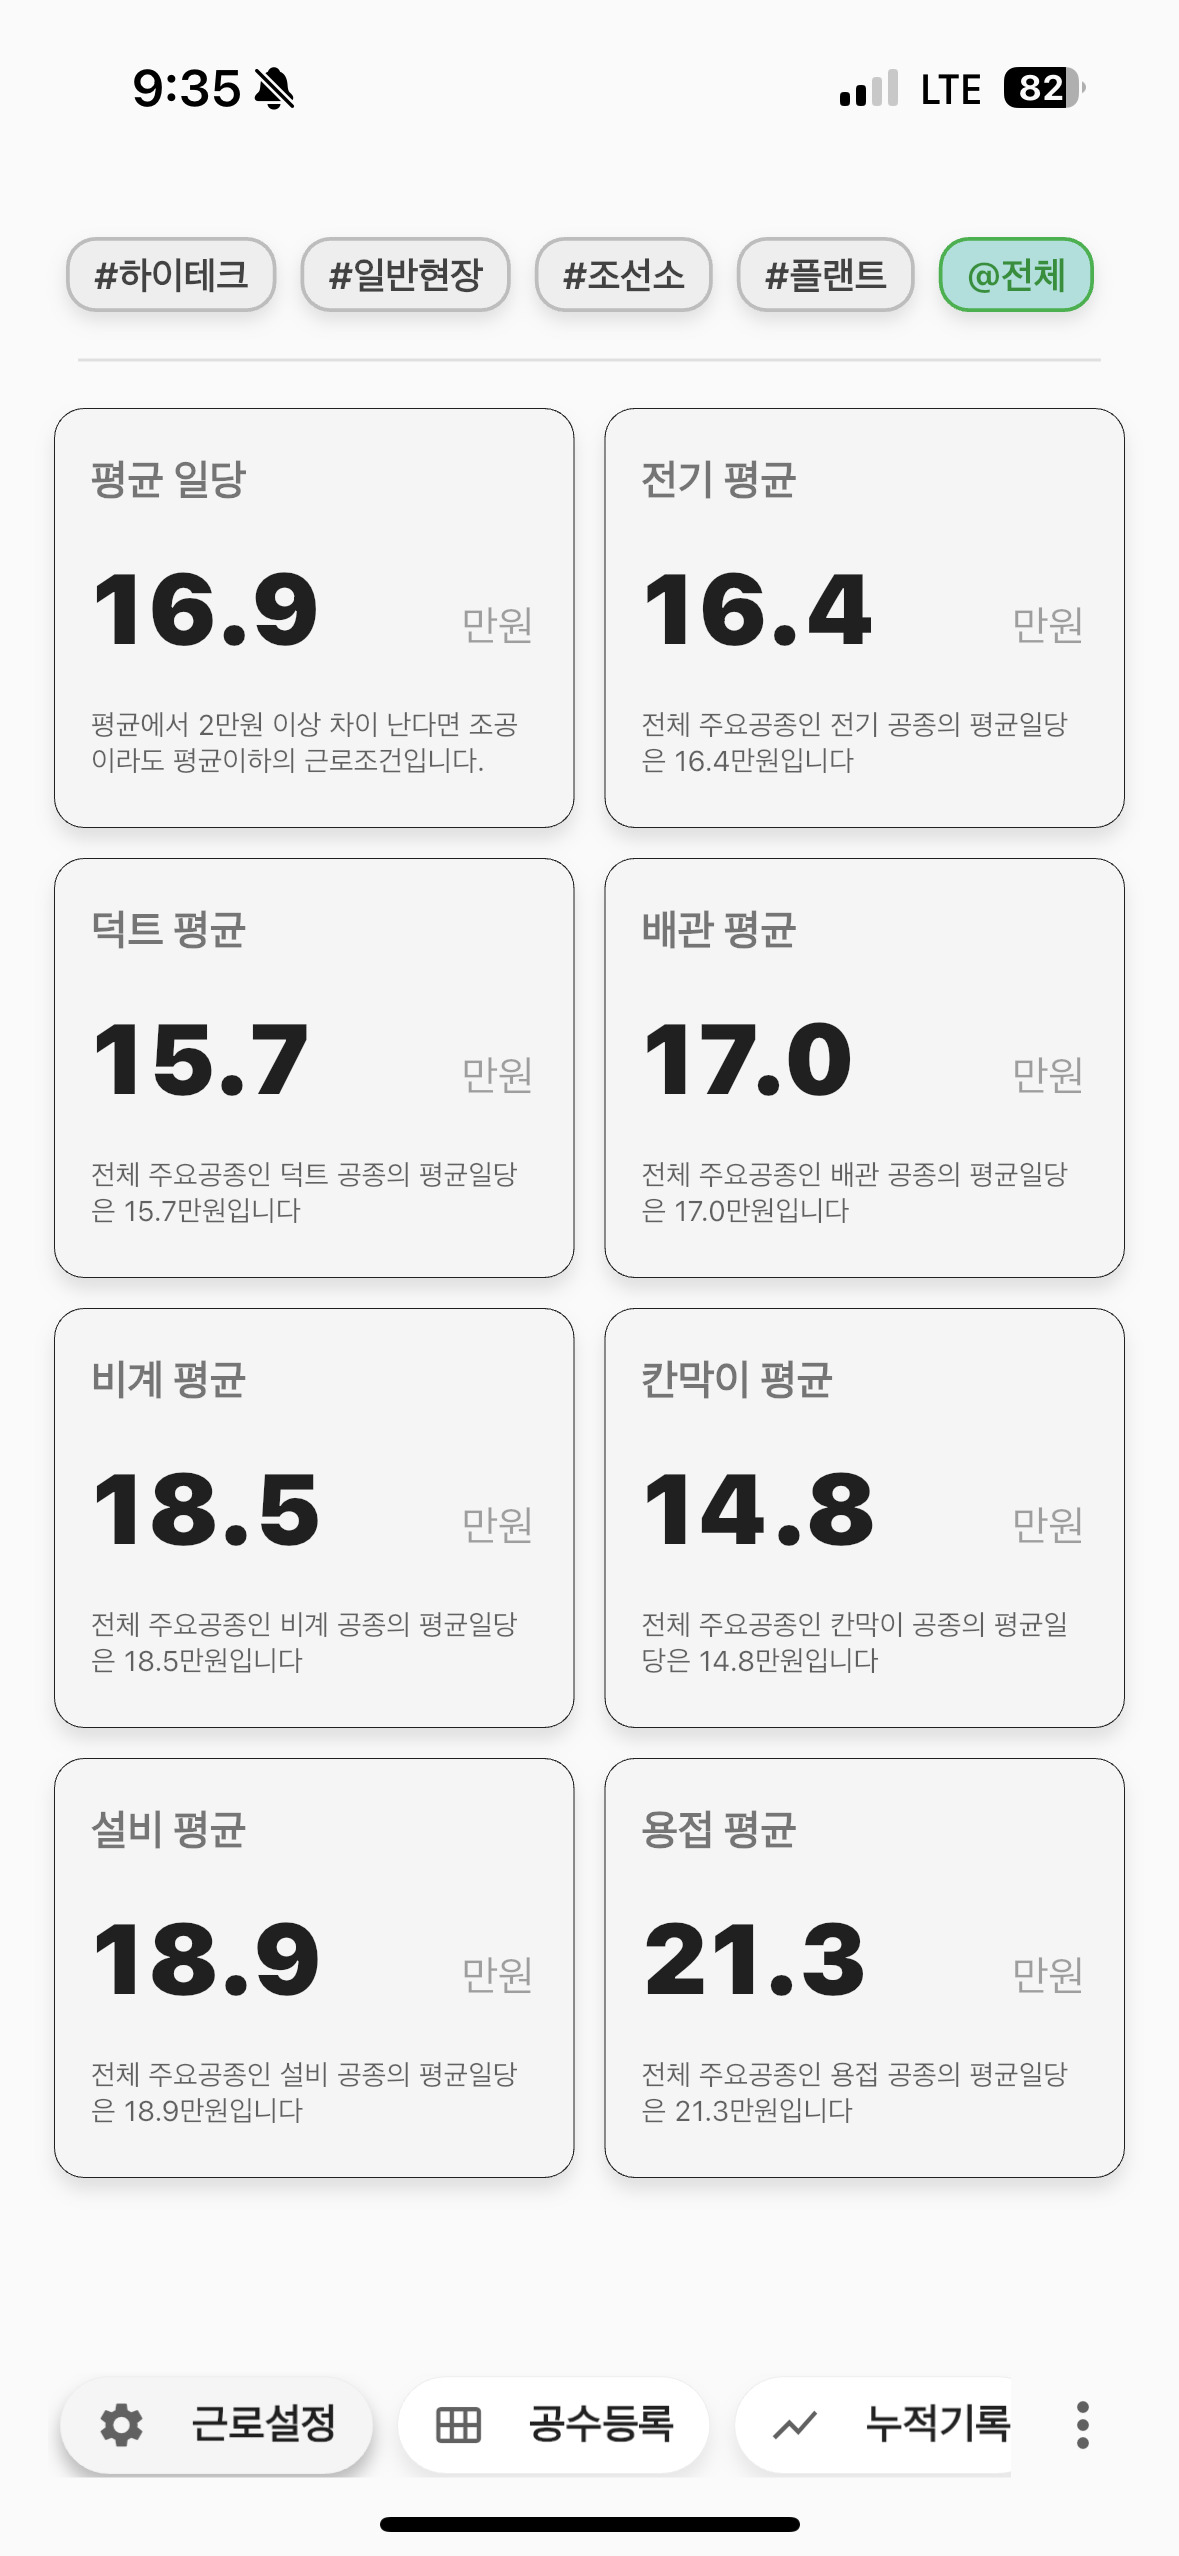 9:35
LTE
82
#하이테크 #일반현장 #조선소 #플랜트 @전체
평균 일당
16.9 만원
평균에서 2만원 이상 차이 난다면 조공
이라도 평균이하의 근로조건입니다.
전기 평균
16.4 만원
전체 주요공종인 전기 공종의 평균일당
은 16.4만원입니다
덕트 평균
15.7 만원
전체 주요공종인 덕트 공종의 평균일당
은 15.7만원입니다
배관 평균
17.0 만원
전체 주요공종인 배관 공종의 평균일당
은 17.0만원입니다
비계 평균
18.5 만원
전체 주요공종인 비계 공종의 평균일당
은 18.5만원입니다
칸막이 평균
14.8 만원
전체 주요공종인 칸막이 공종의 평균일
당은 14.8만원입니다
설비 평균
18.9 만원
전체 주요공종인 설비 공종의 평균일당
은 18.9만원입니다
용접 평균
21.3 만원
전체 주요공종인 용접 공종의 평균일당
은 21.3만원입니다
근로설정 공수등록 누적기록